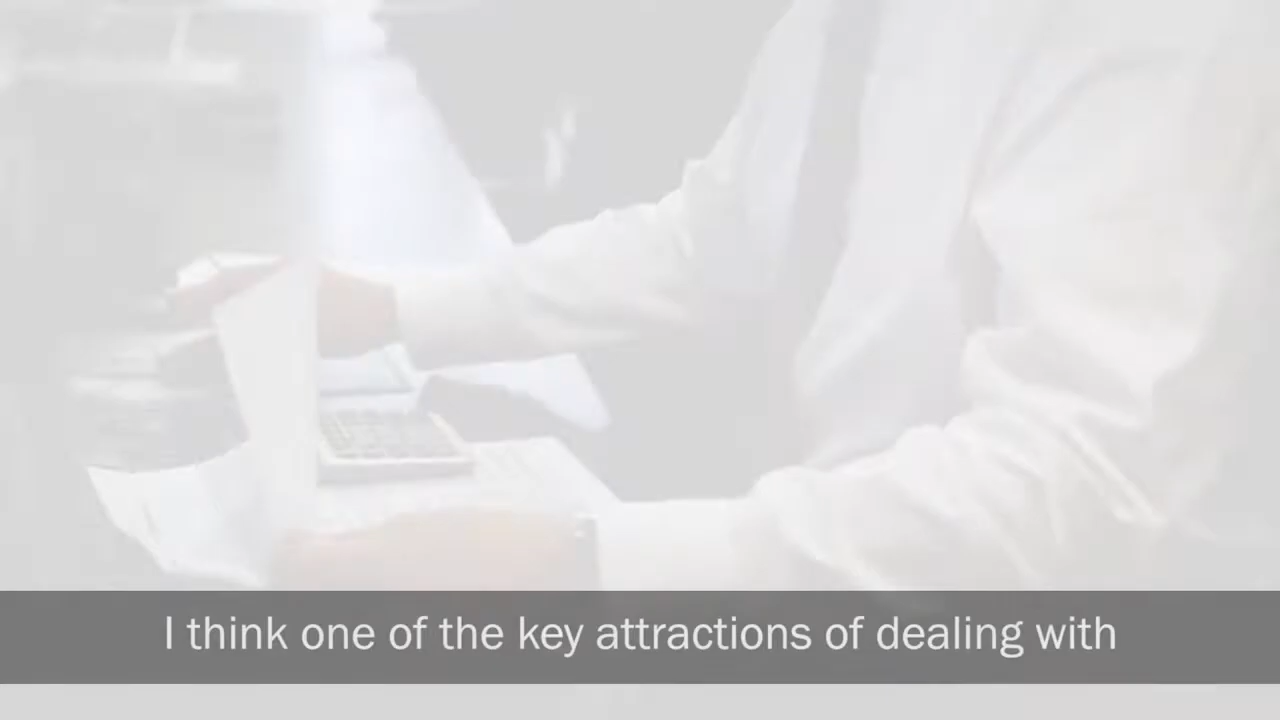 I think one of the key attractions of dealing with